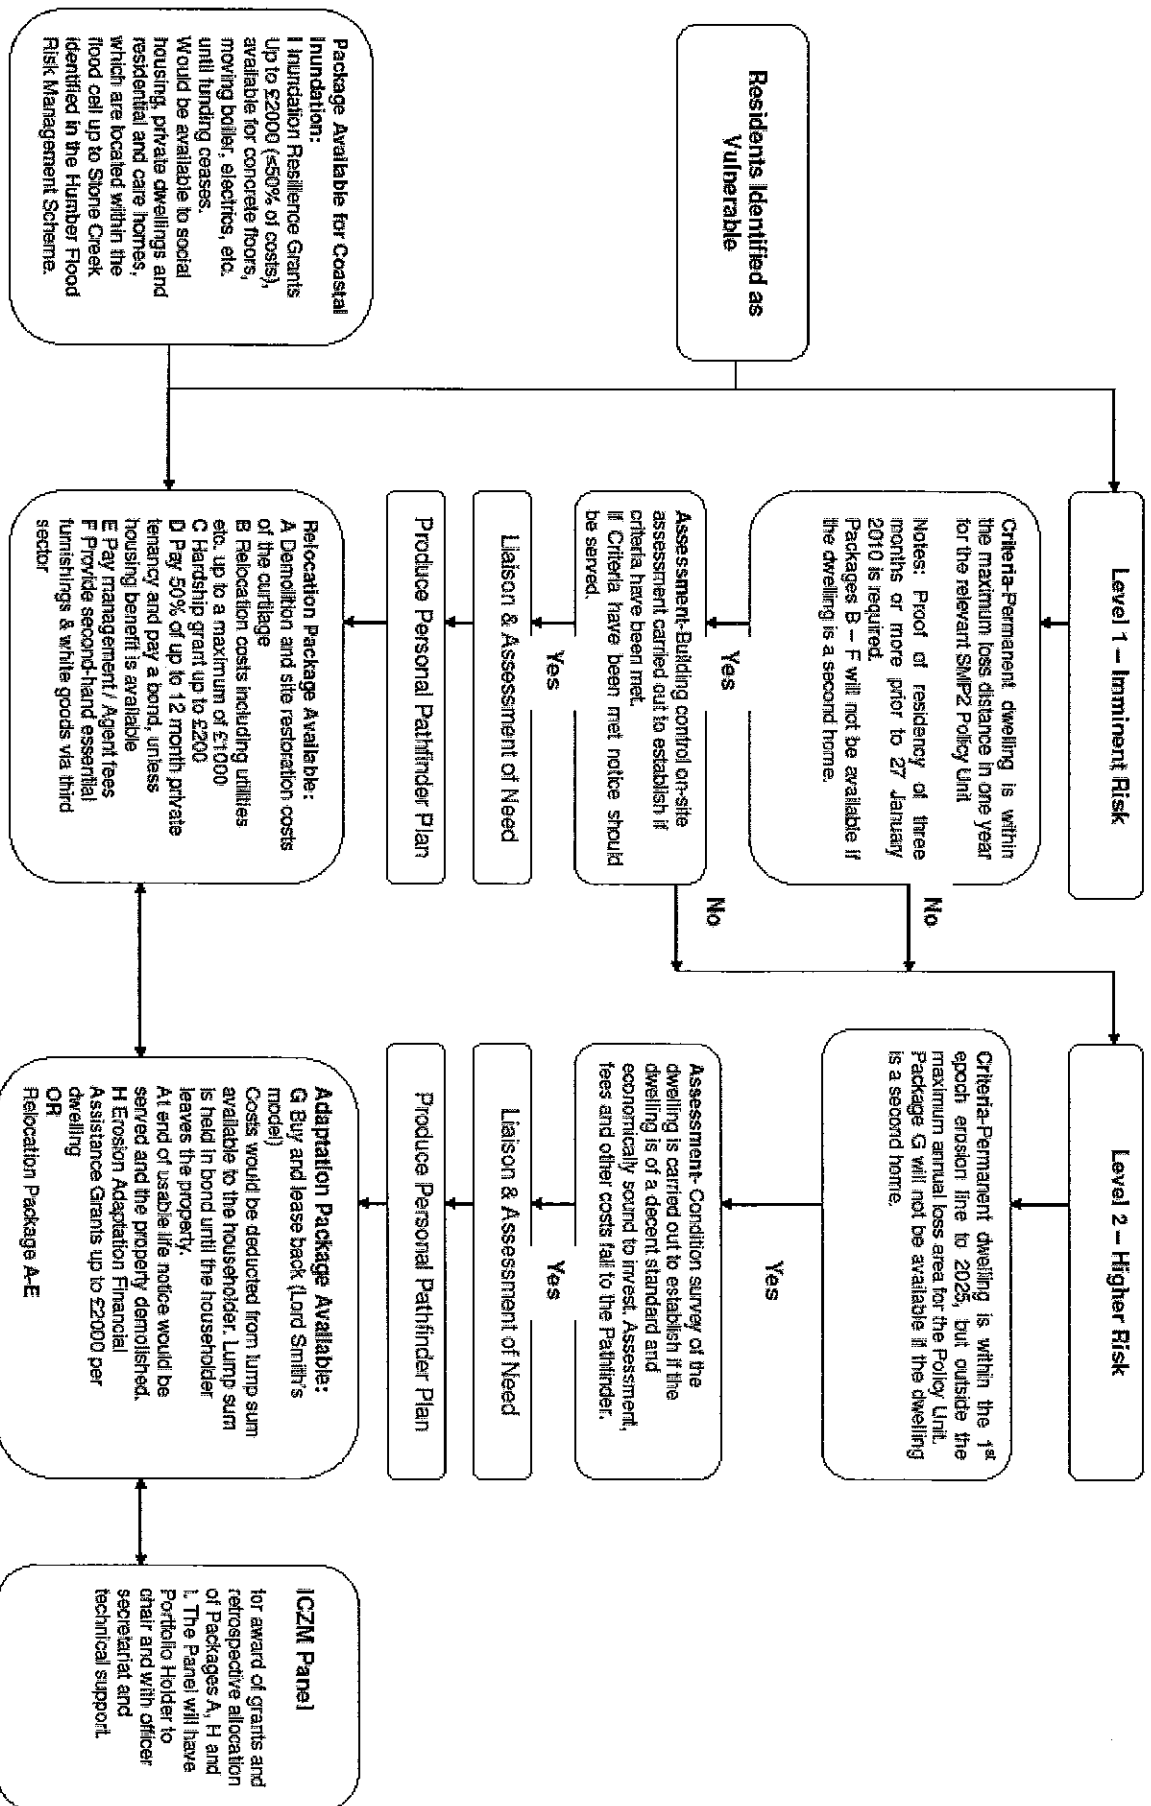 Residents Identified as
Vulnerable
Package Available for Coastal
Inundation:
I Inundation Resilience Grants
Up to £2000 (≤50% of costs),
available for concrete floors,
moving boiler, electrics, etc.
until funding ceases.
Would be available to social
housing, private dwellings and
residential and care homes,
which are located within the
flood cell up to Stone Creek
identified in the Humber Flood
Risk Management Scheme.
Level 1 – Imminent Risk
Criteria-Permanent dwelling is within
the maximum loss distance in one year
for the relevant SMP2 Policy Unit
Notes: Proof of residency of three
months or more prior to 27 January
2010 is required.
Packages B – F will not be available if
the dwelling is a second home.
Yes
No
Assessment-Building control on-site
assessment carried out to establish if
criteria have been met.
If Criteria have been met notice should
be served.
Yes
No
Liaison & Assessment of Need
Produce Personal Pathfinder Plan
Relocation Package Available:
A Demolition and site restoration costs
of the curtilage
B Relocation costs including utilities
etc. up to a maximum of £1000
C Hardship grant up to £200
D Pay 50% of up to 12 month private
tenancy and pay a bond, unless
housing benefit is available
E Pay management / Agent fees
F Provide second-hand essential
furnishings & white goods via third
sector
Level 2 – Higher Risk
Criteria-Permanent dwelling is within the 1st
epoch erosion line to 2025, but outside the
maximum annual loss area for the Policy Unit.
Package G will not be available if the dwelling
is a second home.
Yes
Assessment- Condition survey of the
dwelling is carried out to establish if the
dwelling is of a decent standard and
economically sound to invest. Assessment,
fees and other costs fall to the Pathfinder.
Yes
Liaison & Assessment of Need
Produce Personal Pathfinder Plan
Adaptation Package Available:
G Buy and lease back (Lord Smith's
model)
Costs would be deducted from lump sum
available to the householder. Lump sum
is held in bond until the householder
leaves the property.
At end of usable life notice would be
served and the property demolished.
H Erosion Adaptation Financial
Assistance Grants up to £2000 per
dwelling
OR
Relocation Package A-E
ICZM Panel
for award of grants and
retrospective allocation
of Packages A, H and
I. The Panel will have
Portfolio Holder to
chair and with officer
secretariat and
technical support.